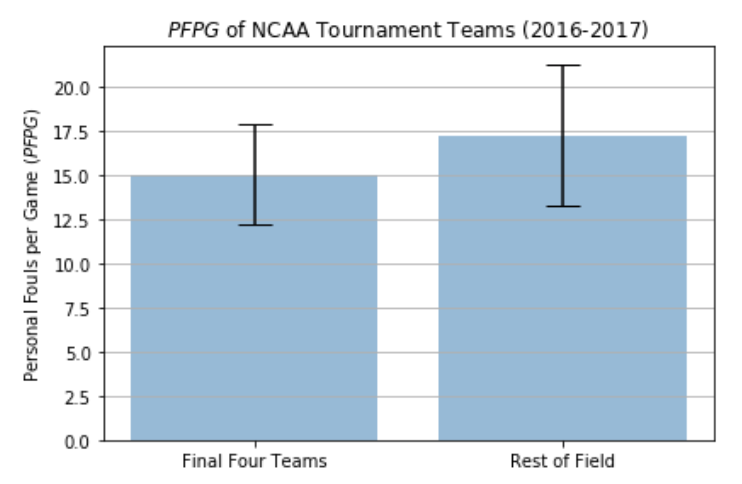 PFPG of NCAA Tournament Teams (2016-2017)
Personal Fouls per Game (PFPG)
20.0
17.5
15.0
12.5
10.0
7.5
5.0
2.5
0.0
Final Four Teams
Rest of Field